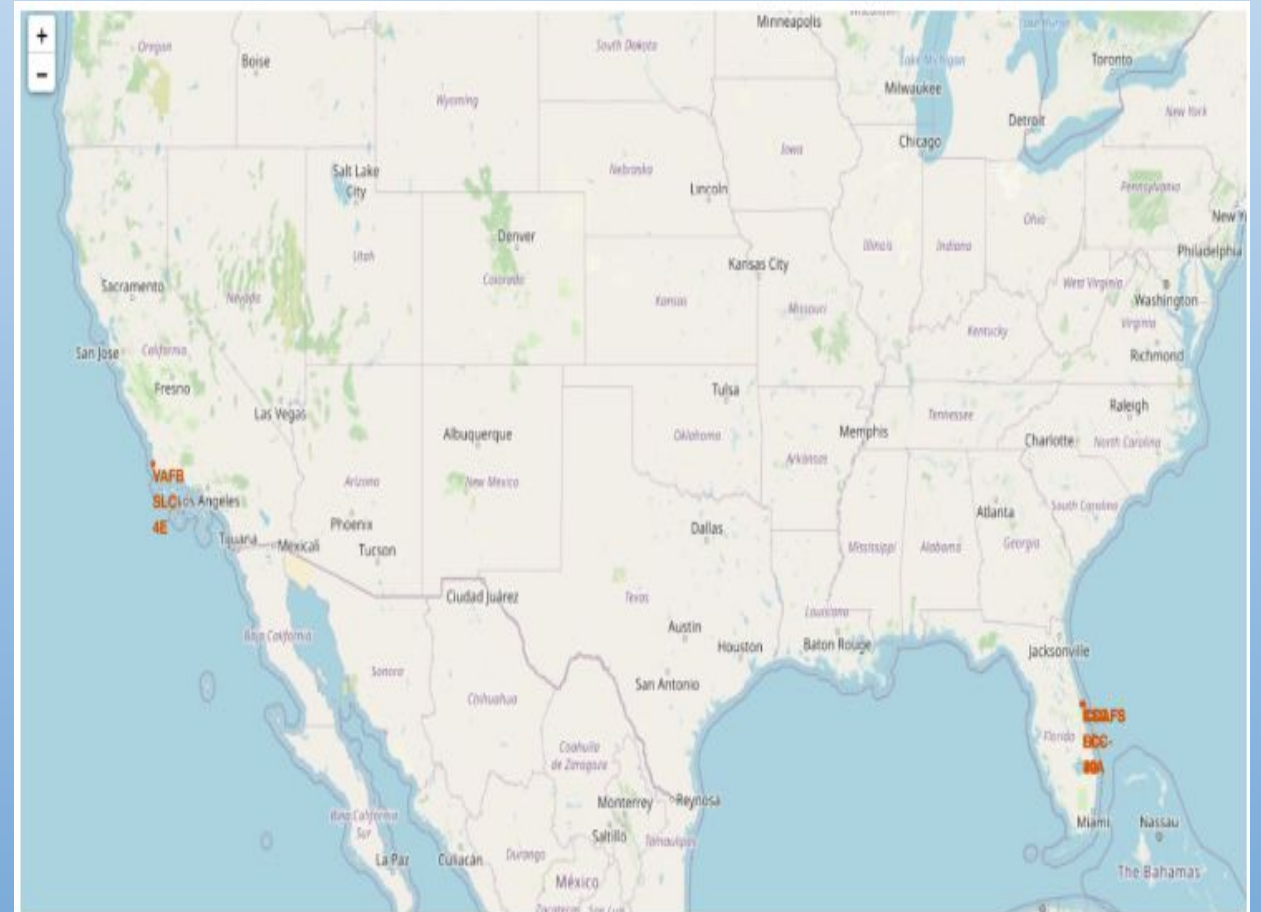 +
−
Minneapolis
Oregon
Boise
South Dakota
Lake Michigan
Toronto
Wyoming
Milwaukee
New York
Detroit
Chicago
Iowa
Salt Lake
City
Nebraska
Lincoln
Pennsylvania
Ohio
New Y
Denver
Utah
Illinois
Indiana
Philadelphia
Kansas City
Colorado
Sacramento
Nevada
West Virginia
Washington
Kansas
Missouri
Virginia
Kentucky
San Jose
California
Richmond
Fresno
Tulsa
Las Vegas
Raleigh
Tennessee
Albuquerque
Oklahoma
Memphis
Charlotte
North Carolina
Arkansas
VAFB
SLC-
4E
Los Angeles
Arizona
New Mexico
Atlanta
South Carolina
Phoenix
Dallas
Tijuana
Mexicali
Tucson
Mississippi
Alabama
Georgia
Ciudad Juárez
Texas
Louisiana
Austin
Baja California
Houston
Baton Rouge
Jacksonville
Sonora
San Antonio
Chihuahua
Florida
Coahuila
de Zaragoza
Monterrey
Reynosa
Baja California
Sur
Saltillo
Tamaulipas
Miami
Nassau
La Paz
Culiacán
Durango
The Bahamas
México
Zacatecas